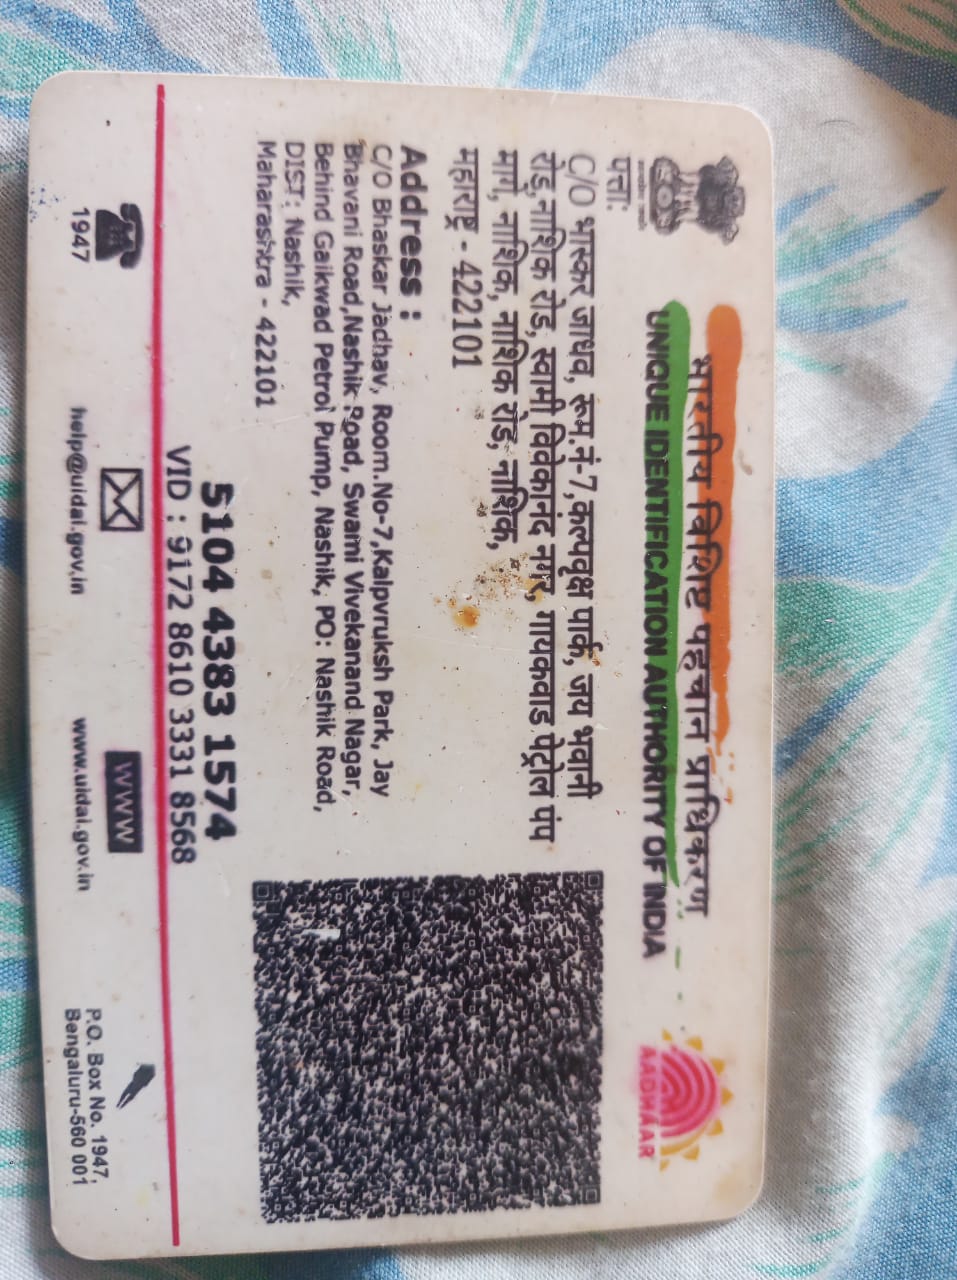 भारतीय विशिष्ट पहचान प्राधिकरण
UNIQUE IDENTIFICATION AUTHORITY OF INDIA
AADHAAR
पत्ता:
C/O भास्कर जाधव, रूम.नं-7,कल्पवृक्ष पार्क, जय भवानी
रोड,नाशिक रोड, स्वामी विवेकानंद नगर, गायकवाड पेट्रोल पंप
मागे, नाशिक, नाशिक रोड, नाशिक,
महाराष्ट्र - 422101
Address :
C/O Bhaskar Jadhav, Room.No-7,Kalpvruksh Park, Jay
Bhavani Road,Nashik Road, Swami Vivekanand Nagar,
Behind Gaikwad Petrol Pump, Nashik, PO: Nashik Road,
DIST: Nashik,
Maharashtra - 422101
5104 4383 1574
VID : 9172 8610 3331 8568
WWW
1947
help@uidai.gov.in
www.uidai.gov.in
P.O. Box No. 1947,
Bengaluru-560 001